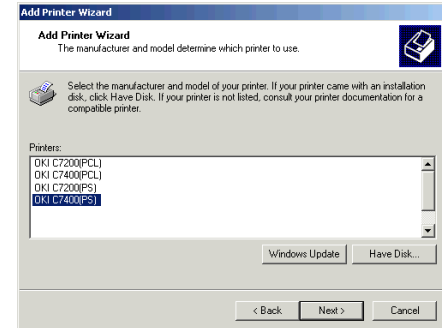 Add Printer Wizard
Add Printer Wizard
The manufacturer and model determine which printer to use.
Select the manufacturer and model of your printer. If your printer came with an installation
disk, click Have Disk. If your printer is not listed, consult your printer documentation for a
compatible printer.
Printers:
OKI C7200(PCL)
OKI C7400(PCL)
OKI C7200(PS)
OKI C7400(PS)
Windows Update Have Disk...
< Back Next > Cancel